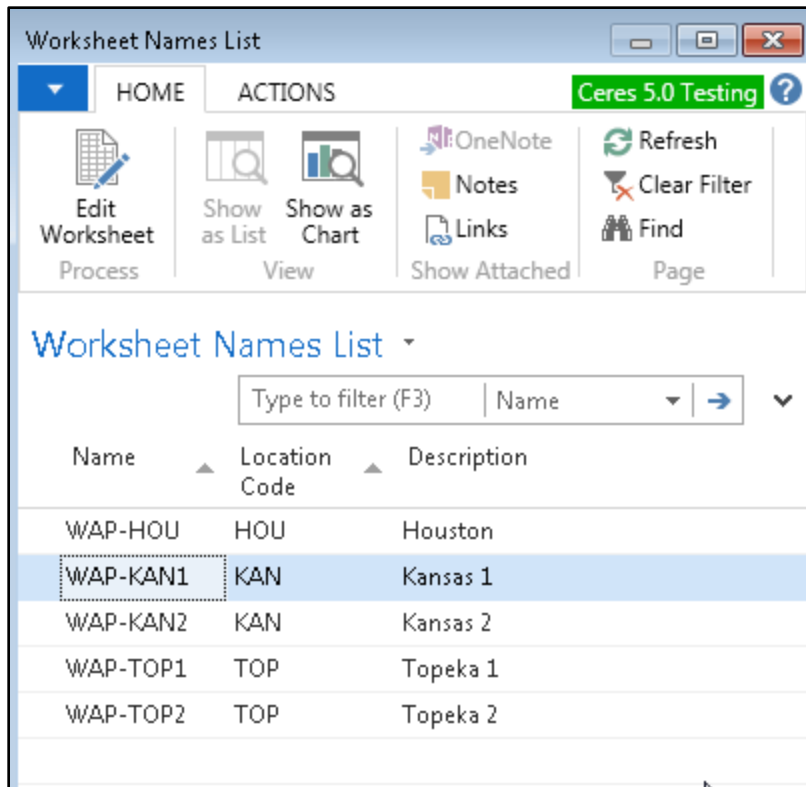 Worksheet Names List
HOME ACTIONS Ceres 5.0 Testing ?
Edit Worksheet
Show as List
Show as Chart
OneNote
Notes
Links
Refresh
Clear Filter
Find
Process View Show Attached Page
Worksheet Names List
Type to filter (F3) Name
Name Location Code Description
WAP-HOU HOU Houston
WAP-KAN1 KAN Kansas 1
WAP-KAN2 KAN Kansas 2
WAP-TOP1 TOP Topeka 1
WAP-TOP2 TOP Topeka 2